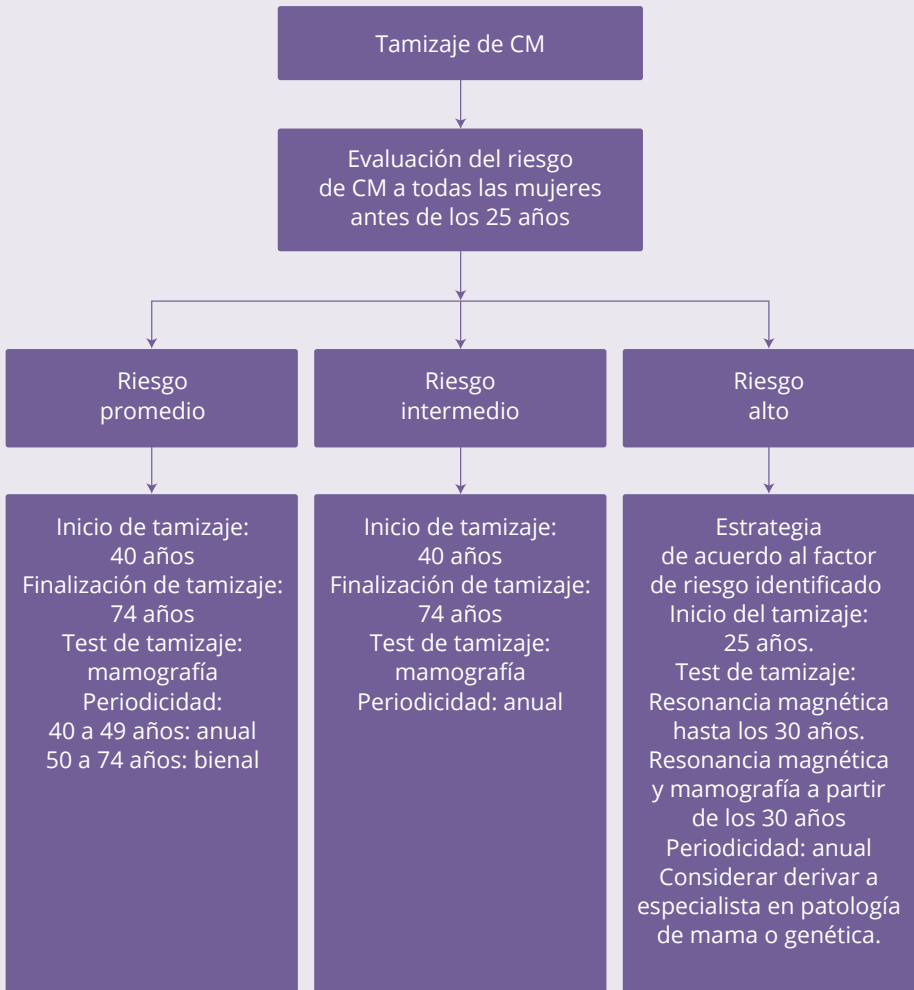 Tamizaje de CM
Evaluación del riesgo
de CM a todas las mujeres
antes de los 25 años
Riesgo
promedio
Riesgo
intermedio
Riesgo
alto
Inicio de tamizaje:
40 años
Finalización de tamizaje:
74 años
Test de tamizaje:
mamografía
Periodicidad:
40 a 49 años: anual
50 a 74 años: bienal
Inicio de tamizaje:
40 años
Finalización de tamizaje:
74 años
Test de tamizaje:
mamografía
Periodicidad: anual
Estrategia
de acuerdo al factor
de riesgo identificado
Inicio del tamizaje:
25 años.
Test de tamizaje:
Resonancia magnética
hasta los 30 años.
Resonancia magnética
y mamografía a partir
de los 30 años
Periodicidad: anual
Considerar derivar a
especialista en patología
de mama o genética.